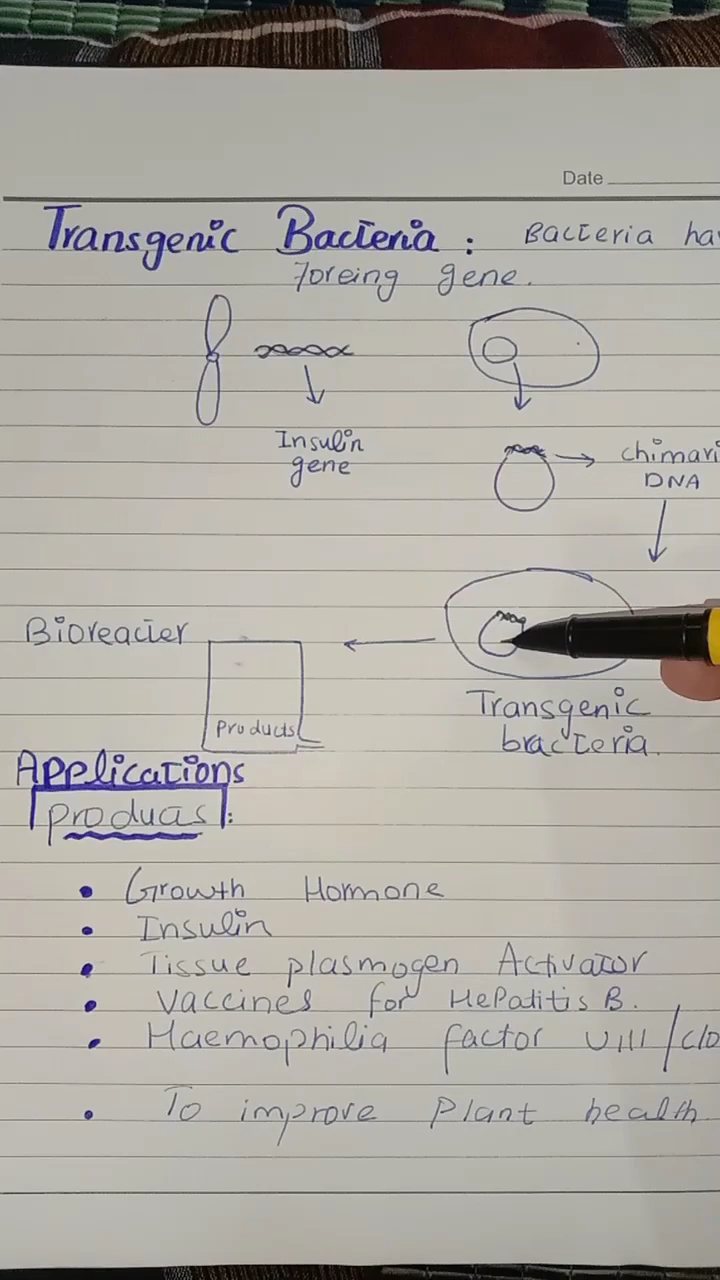 Date
Transgenic Bacteria : Bacteria ha
foreing gene.
Insulin
gene
chimari
DNA
Bioreacter
Products
Transgenic
bracteria.
Applications
products:
• Growth Hormone
• Insulin
• Tissue plasmogen Activator
• Vaccines for Hepatitis B.
• Haemophilia factor VIII/clo
• To improve plant health